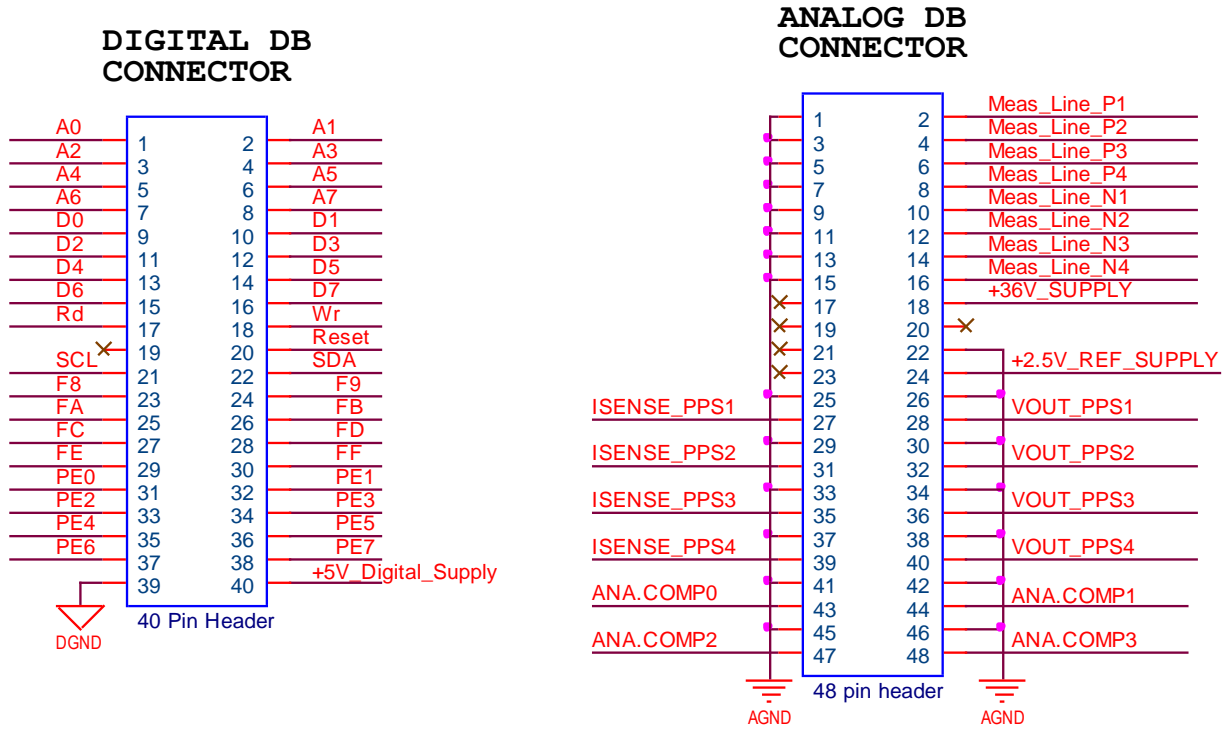 DIGITAL DB
CONNECTOR
A0 1 2 A1
A2 3 4 A3
A4 5 6 A5
A6 7 8 A7
D0 9 10 D1
D2 11 12 D3
D4 13 14 D5
D6 15 16 D7
Rd 17 18 Wr
19 20 Reset
SCL 21 22 SDA
F8 23 24 F9
FA 25 26 FB
FC 27 28 FD
FE 29 30 FF
PE0 31 32 PE1
PE2 33 34 PE3
PE4 35 36 PE5
PE6 37 38 PE7
39 40 +5V_Digital_Supply
DGND
40 Pin Header
ANALOG DB
CONNECTOR
1 2 Meas_Line_P1
3 4 Meas_Line_P2
5 6 Meas_Line_P3
7 8 Meas_Line_P4
9 10 Meas_Line_N1
11 12 Meas_Line_N2
13 14 Meas_Line_N3
15 16 Meas_Line_N4
17 18 +36V_SUPPLY
19 20
21 22
23 24 +2.5V_REF_SUPPLY
25 26
ISENSE_PPS1 27 28 VOUT_PPS1
29 30
ISENSE_PPS2 31 32 VOUT_PPS2
33 34
ISENSE_PPS3 35 36 VOUT_PPS3
37 38
ISENSE_PPS4 39 40 VOUT_PPS4
41 42
ANA.COMP0 43 44 ANA.COMP1
45 46
ANA.COMP2 47 48 ANA.COMP3
48 pin header
AGND
AGND